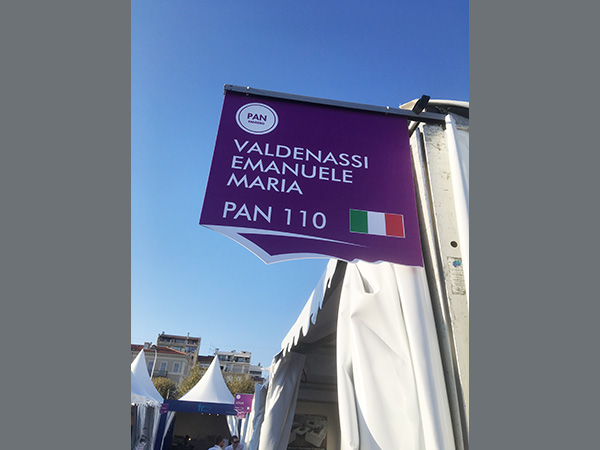 PAN
VALDENASSI
EMANUELE
MARIA
PAN 110